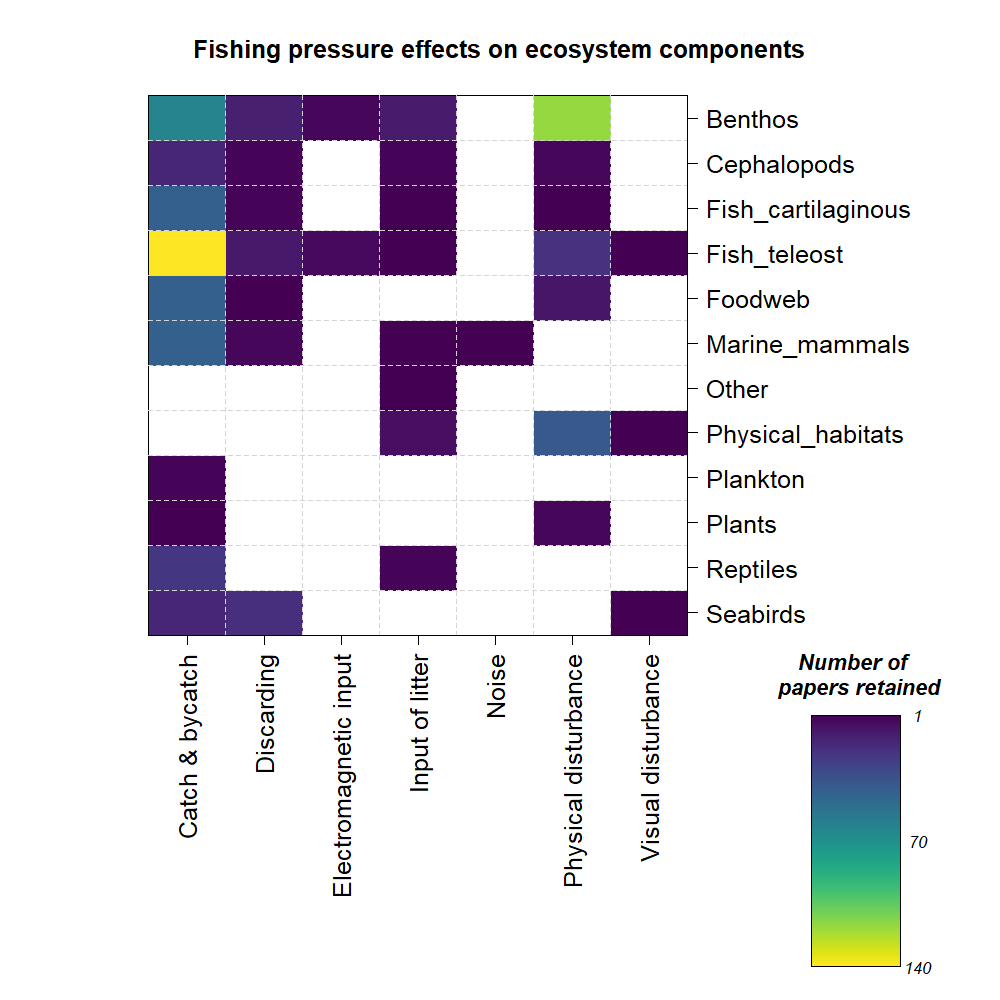 Fishing pressure effects on ecosystem components
Benthos
Cephalopods
Fish_cartilaginous
Fish_teleost
Foodweb
Marine_mammals
Other
Physical_habitats
Plankton
Plants
Reptiles
Seabirds
Catch & bycatch
Discarding
Electromagnetic input
Input of litter
Noise
Physical disturbance
Visual disturbance
Number of
papers retained
1
70
140